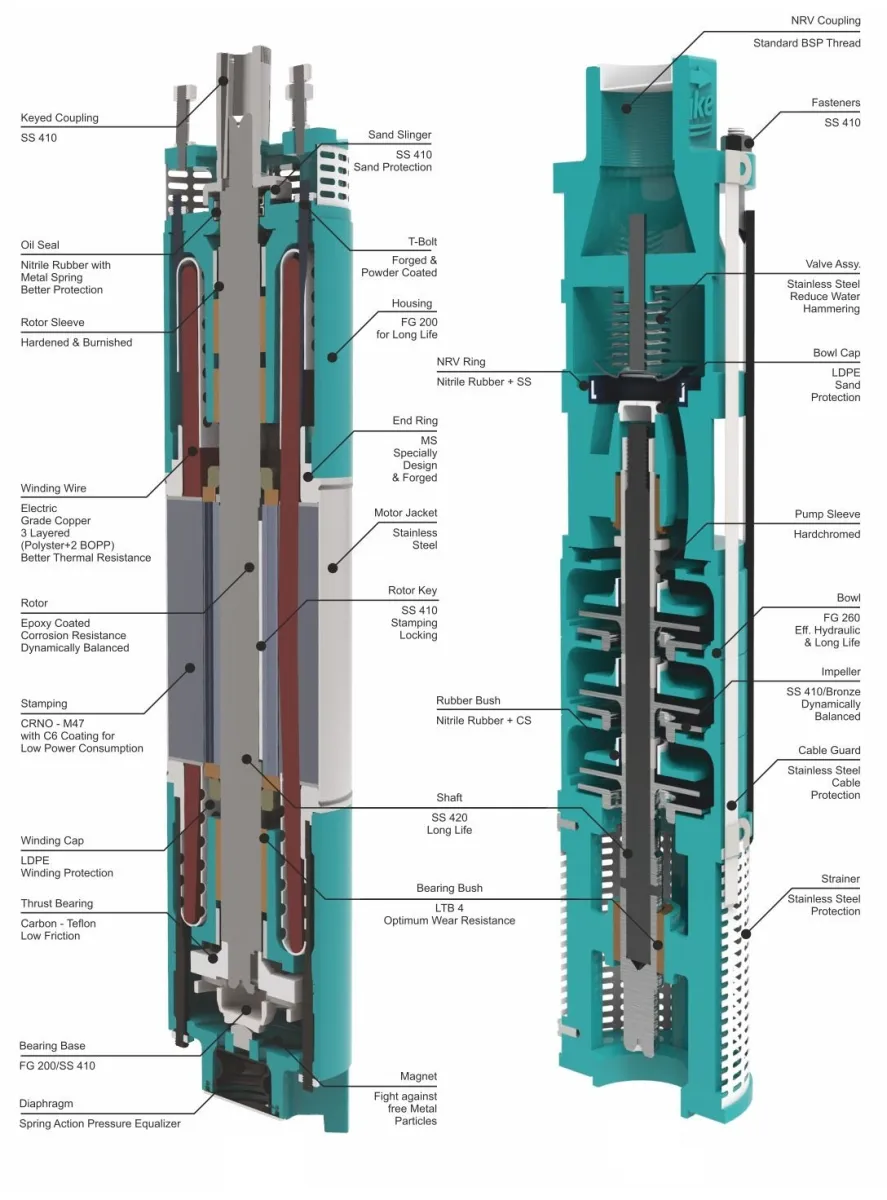 NRV Coupling
Standard BSP Thread
Fasteners
SS 410
Keyed Coupling
SS 410
Sand Slinger
SS 410
Sand Protection
Oil Seal
Nitrile Rubber with
Metal Spring
Better Protection
T-Bolt
Forged &
Powder Coated
Valve Assy.
Stainless Steel
Reduce Water
Hammering
Rotor Sleeve
Hardened & Burnished
Housing
FG 200
for Long Life
NRV Ring
Nitrile Rubber + SS
Bowl Cap
LDPE
Sand
Protection
End Ring
MS
Specially
Design
& Forged
Winding Wire
Electric
Grade Copper
3 Layered
(Polyster+2 BOPP)
Better Thermal Resistance
Motor Jacket
Stainless
Steel
Pump Sleeve
Hardchromed
Rotor
Epoxy Coated
Corrosion Resistance
Dynamically Balanced
Rotor Key
SS 410
Stamping
Locking
Bowl
FG 260
Eff. Hydraulic
& Long Life
Stamping
CRNO - M47
with C6 Coating for
Low Power Consumption
Rubber Bush
Nitrile Rubber + CS
Impeller
SS 410/Bronze
Dynamically
Balanced
Cable Guard
Stainless Steel
Cable
Protection
Shaft
SS 420
Long Life
Winding Cap
LDPE
Winding Protection
Bearing Bush
LTB 4
Optimum Wear Resistance
Strainer
Stainless Steel
Protection
Thrust Bearing
Carbon - Teflon
Low Friction
Bearing Base
FG 200/SS 410
Magnet
Fight against
free Metal
Particles
Diaphragm
Spring Action Pressure Equalizer